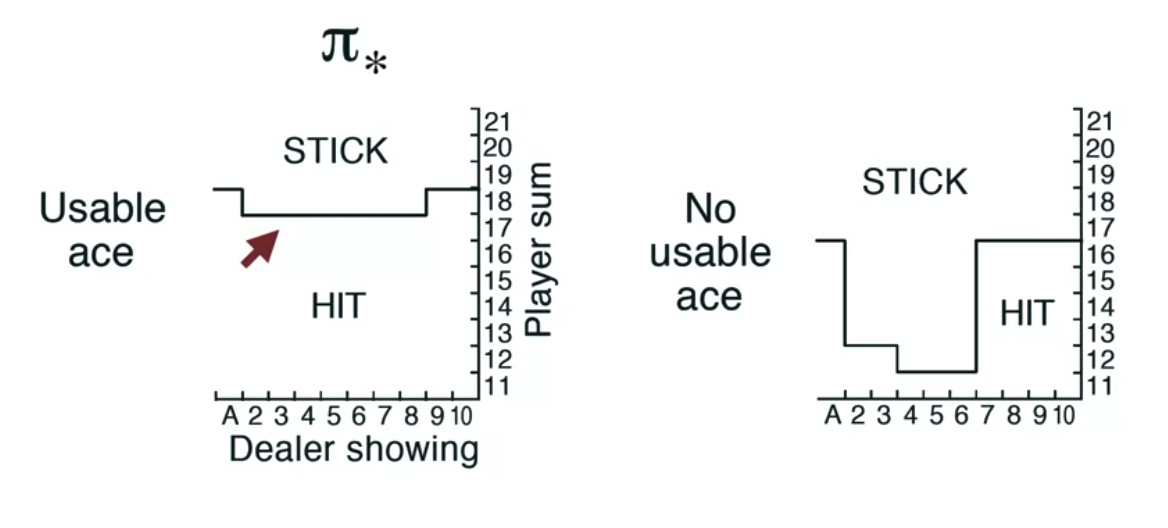 π*
Usable
ace
STICK
HIT
21
20
19
18
17
16
15
14
13
12
11
Player sum
A 2 3 4 5 6 7 8 9 10
Dealer showing
No
usable
ace
STICK
HIT
21
20
19
18
17
16
15
14
13
12
11
A 2 3 4 5 6 7 8 9 10